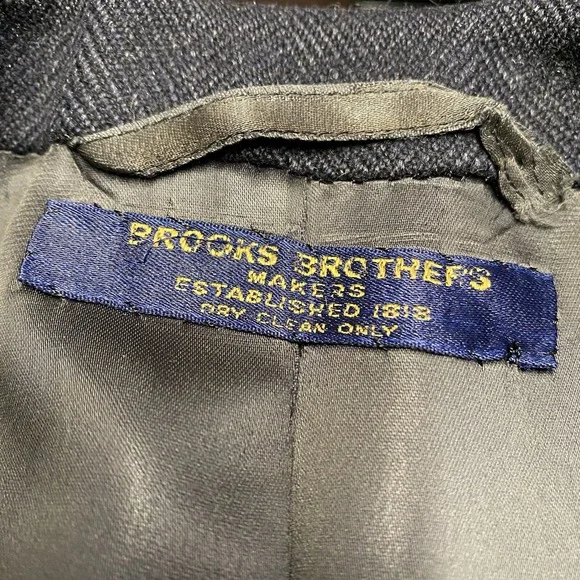 BROOKS BROTHERS
MAKERS
ESTABLISHED 1818
DRY CLEAN ONLY